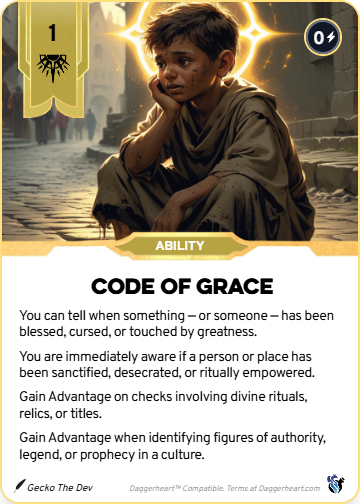 1
0
ABILITY
CODE OF GRACE
You can tell when something — or someone — has been
blessed, cursed, or touched by greatness.
You are immediately aware if a person or place has
been sanctified, desecrated, or ritually empowered.
Gain Advantage on checks involving divine rituals,
relics, or titles.
Gain Advantage when identifying figures of authority,
legend, or prophecy in a culture.
Gecko The Dev
Daggerheart™ Compatible. Terms at Daggerheart.com